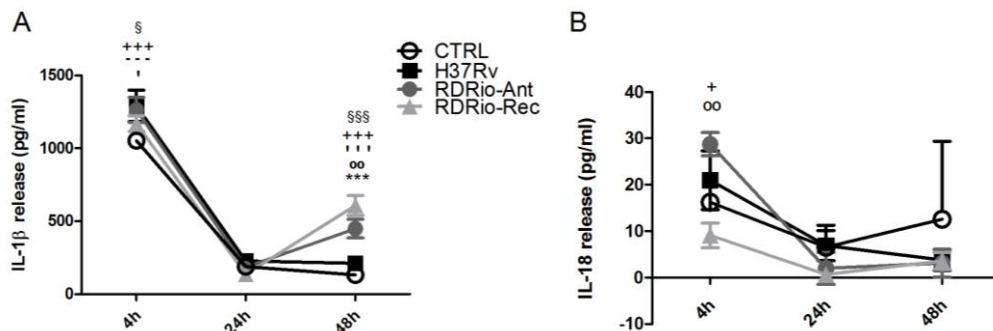 A
§
+++
---
'
1500
1000
500
0
IL-1β release (pg/ml)
4h
24h
48h
§§§
+++
'''
oo
***
CTRL
H37Rv
RDRio-Ant
RDRio-Rec
B
+
oo
40
30
20
10
0
-10
IL-18 release (pg/ml)
4h
24h
48h